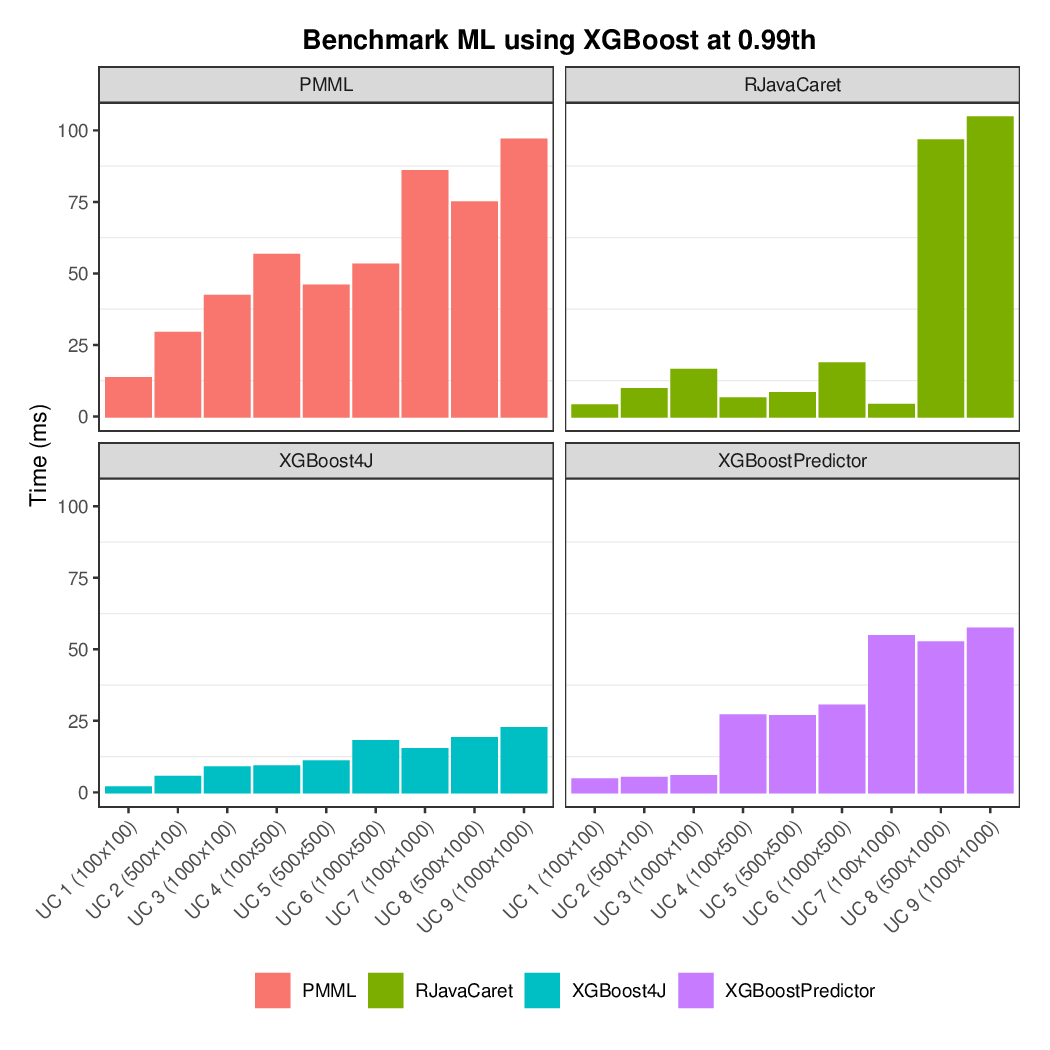 Benchmark ML using XGBoost at 0.99th
PMML
RJavaCaret
100
75
50
25
0
Time (ms)
XGBoost4J
XGBoostPredictor
100
75
50
25
0
UC 1 (100x100)
UC 2 (500x100)
UC 3 (1000x100)
UC 4 (100x500)
UC 5 (500x500)
UC 6 (1000x500)
UC 7 (100x1000)
UC 8 (500x1000)
UC 9 (1000x1000)
UC 1 (100x100)
UC 2 (500x100)
UC 3 (1000x100)
UC 4 (100x500)
UC 5 (500x500)
UC 6 (1000x500)
UC 7 (100x1000)
UC 8 (500x1000)
UC 9 (1000x1000)
PMML RJavaCaret XGBoost4J XGBoostPredictor